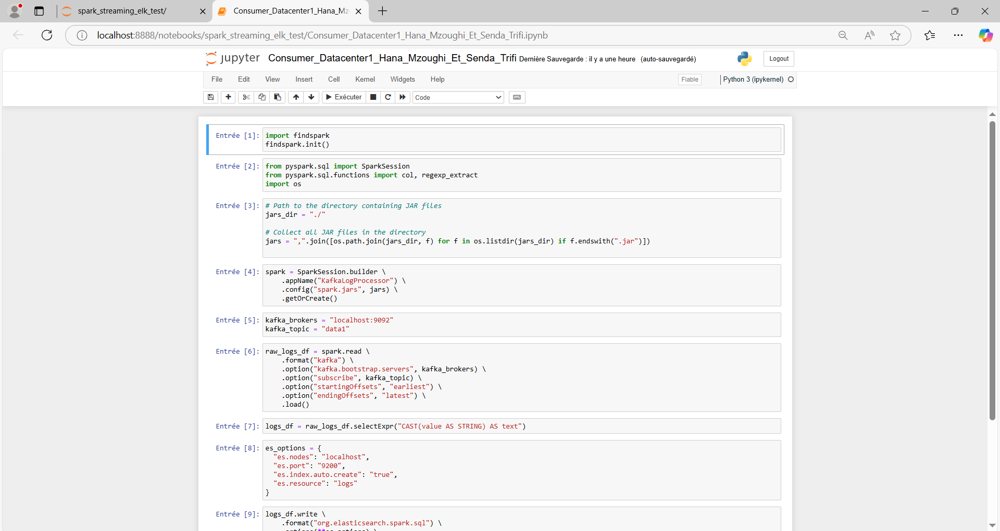 spark_streaming_elk_test/
Consumer_Datacenter1_Hana_Mz
localhost:8888/notebooks/spark_streaming_elk_test/Consumer_Datacenter1_Hana_Mzoughi_Et_Senda_Trifi.ipynb
jupyter Consumer_Datacenter1_Hana_Mzoughi_Et_Senda_Trifi Dernière Sauvegarde : il y a une heure (auto-sauvegardé)
Logout
File Edit View Insert Cell Kernel Widgets Help
Fiable
Python 3 (ipykernel)
Exécuter
Code
Entrée [1]: import findspark
findspark.init()
Entrée [2]: from pyspark.sql import SparkSession
from pyspark.sql.functions import col, regexp_extract
import os
Entrée [3]: # Path to the directory containing JAR files
jars_dir = "./"
# Collect all JAR files in the directory
jars = ",".join([os.path.join(jars_dir, f) for f in os.listdir(jars_dir) if f.endswith(".jar")])
Entrée [4]: spark = SparkSession.builder \
.appName("KafkaLogProcessor") \
.config("spark.jars", jars) \
.getOrCreate()
Entrée [5]: kafka_brokers = "localhost:9092"
kafka_topic = "data1"
Entrée [6]: raw_logs_df = spark.read \
.format("kafka") \
.option("kafka.bootstrap.servers", kafka_brokers) \
.option("subscribe", kafka_topic) \
.option("startingOffsets", "earliest") \
.option("endingOffsets", "latest") \
.load()
Entrée [7]: logs_df = raw_logs_df.selectExpr("CAST(value AS STRING) AS text")
Entrée [8]: es_options = {
"es.nodes": "localhost",
"es.port": "9200",
"es.index.auto.create": "true",
"es.resource": "logs"
}
Entrée [9]: logs_df.write \
.format("org.elasticsearch.spark.sql") \